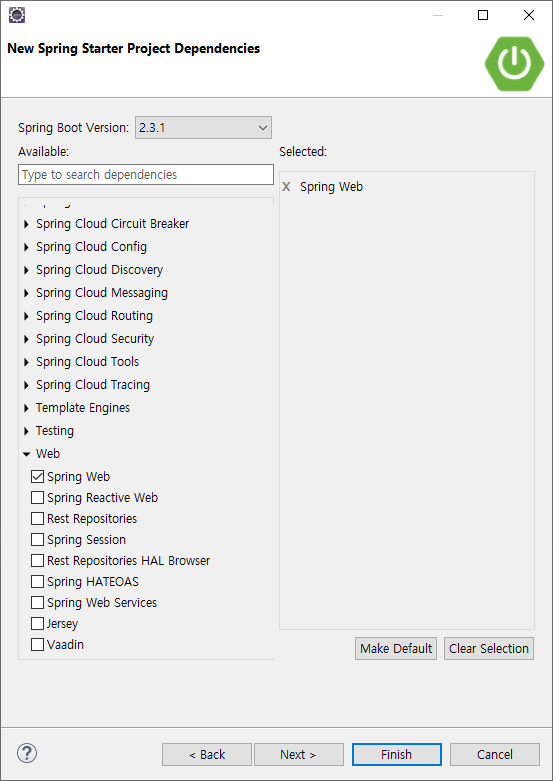 New Spring Starter Project Dependencies
Spring Boot Version: 2.3.1
Available:
Selected:
Type to search dependencies
X Spring Web
Spring Cloud Circuit Breaker
Spring Cloud Config
Spring Cloud Discovery
Spring Cloud Messaging
Spring Cloud Routing
Spring Cloud Security
Spring Cloud Tools
Spring Cloud Tracing
Template Engines
Testing
Web
Spring Web
Spring Reactive Web
Rest Repositories
Spring Session
Rest Repositories HAL Browser
Spring HATEOAS
Spring Web Services
Jersey
Vaadin
Make Default
Clear Selection
?
< Back
Next >
Finish
Cancel